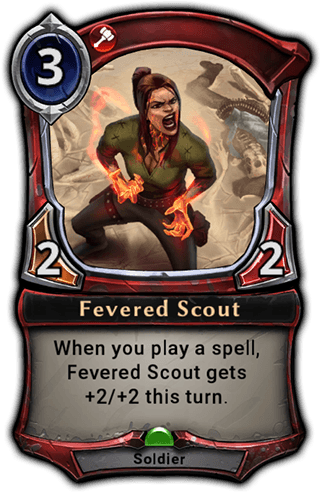 3
2
2
Fevered Scout
When you play a spell,
Fevered Scout gets
+2/+2 this turn.
Soldier